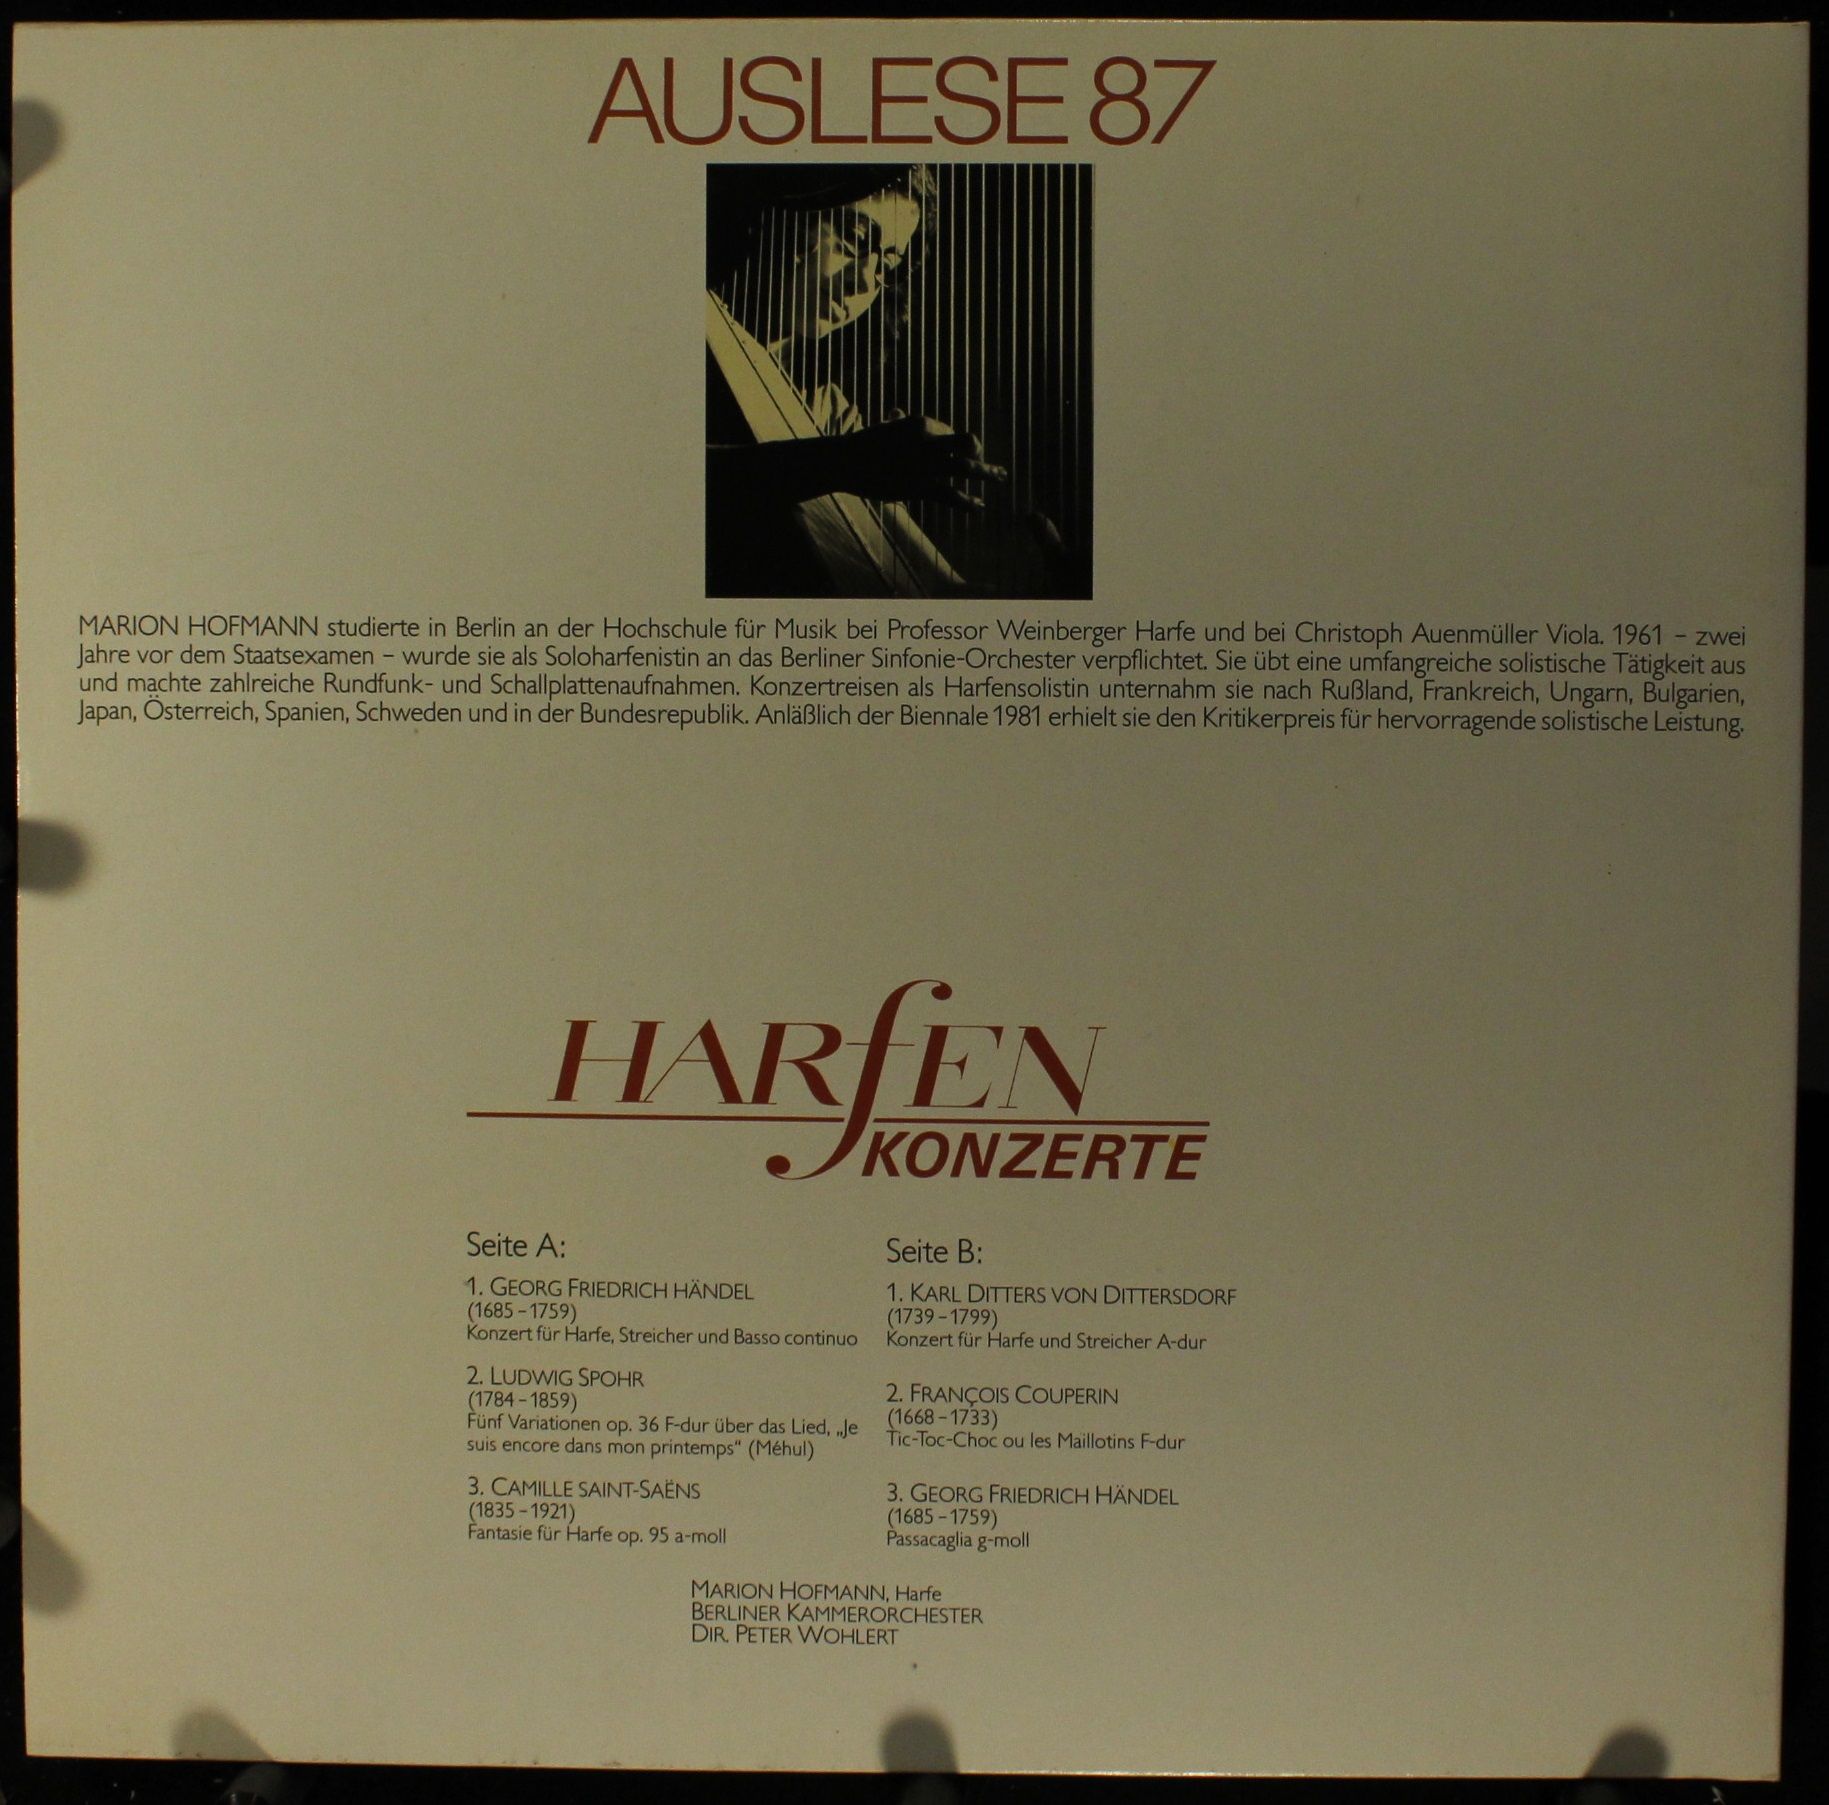 AUSLESE 87
MARION HOFMANN studierte in Berlin an der Hochschule für Musik bei Professor Weinberger Harfe und bei Christoph Auenmüller Viola. 1961 – zwei
Jahre vor dem Staatsexamen – wurde sie als Soloharfenistin an das Berliner Sinfonie-Orchester verpflichtet. Sie übt eine umfangreiche solistische Tätigkeit aus
und machte zahlreiche Rundfunk- und Schallplattenaufnahmen. Konzertreisen als Harfensolistin unternahm sie nach Rußland, Frankreich, Ungarn, Bulgarien,
Japan, Österreich, Spanien, Schweden und in der Bundesrepublik. Anläßlich der Biennale 1981 erhielt sie den Kritikerpreis für hervorragende solistische Leistung.
HARfEN
KONZERTE
Seite A:
1. GEORG FRIEDRICH HÄNDEL
(1685–1759)
Konzert für Harfe, Streicher und Basso continuo
2. LUDWIG SPOHR
(1784–1859)
Fünf Variationen op. 36 F-dur über das Lied, „Je
suis encore dans mon printemps“ (Méhul)
3. CAMILLE SAINT-SAËNS
(1835–1921)
Fantasie für Harfe op. 95 a-moll
Seite B:
1. KARL DITTERS VON DITTERSDORF
(1739–1799)
Konzert für Harfe und Streicher A-dur
2. FRANÇOIS COUPERIN
(1668–1733)
Tic-Toc-Choc ou les Maillotins F-dur
3. GEORG FRIEDRICH HÄNDEL
(1685–1759)
Passacaglia g-moll
MARION HOFMANN, Harfe
BERLINER KAMMERORCHESTER
DIR. PETER WOHLERT